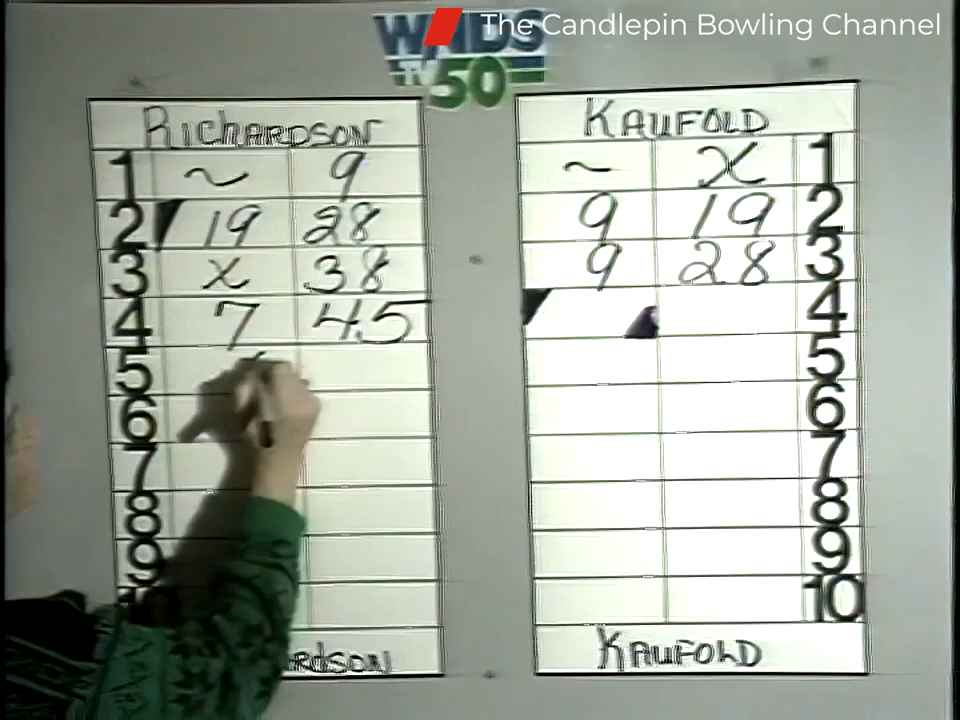 The Candlepin Bowling Channel
WNDS
TV 50
RICHARDSON
1 ~ 9
2 19 28
3 X 38
4 7 45
5
6
7
8
9
RDSON
KAUFOLD
~ X 1
9 19 2
9 28 3
4
5
6
7
8
9
10
KAUFOLD